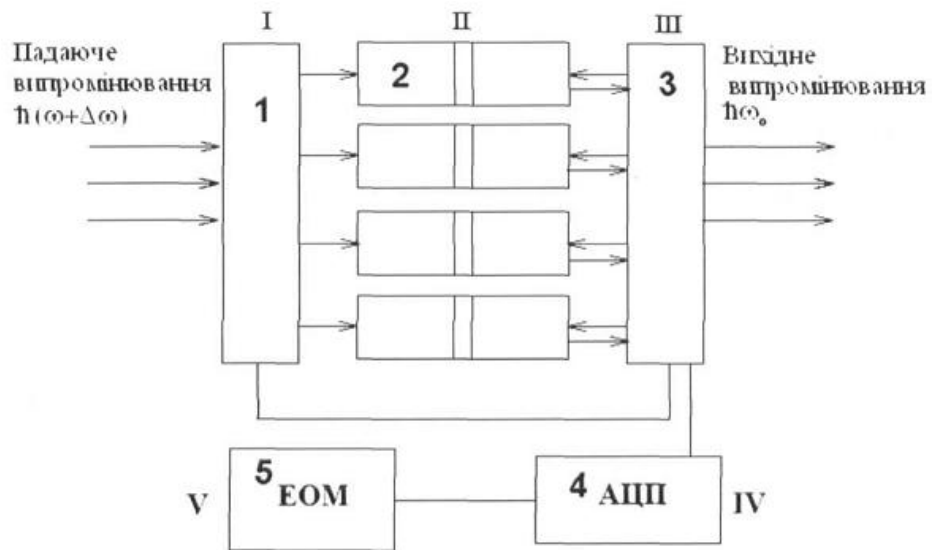 I
II
III
Падаюче
випромінювання
ħ(ω+Δω)
1
2
3
Вихідне
випромінювання
ħω₀
5
ЕОМ
V
4
АЦП
IV